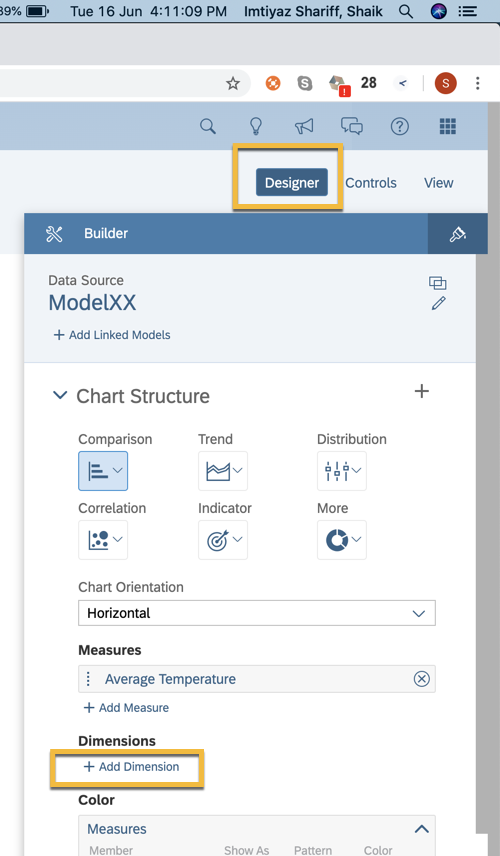 39% Tue 16 Jun 4:11:09 PM Imtiyaz Shariff, Shaik
28 S
Designer Controls View
Builder
Data Source
ModelXX
+ Add Linked Models
Chart Structure
Comparison Trend Distribution
Correlation Indicator More
Chart Orientation
Horizontal
Measures
Average Temperature
+ Add Measure
Dimensions
+ Add Dimension
Color
Measures
Member Show As Pattern Color